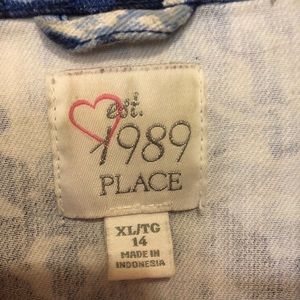 est.
1989
PLACE
XL/TG
14
MADE IN
INDONESIA